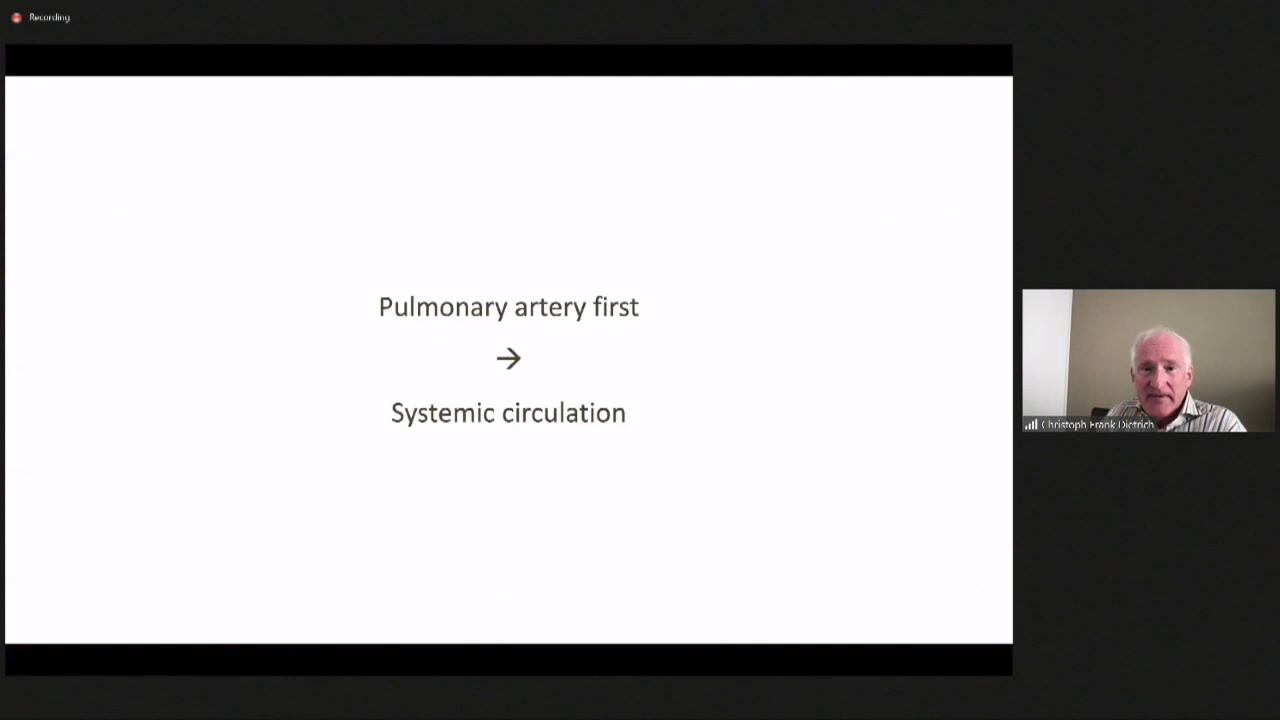 Recording
Pulmonary artery first
→
Systemic circulation
Christoph Frank Dietrich